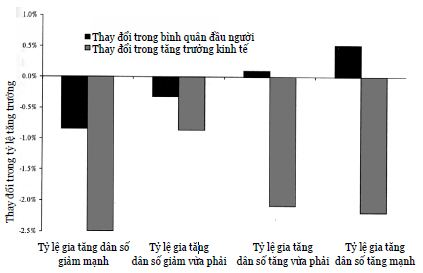 1.0%
Thay đổi trong bình quân đầu người
Thay đổi trong tăng trưởng kinh tế
0.5%
0.0%
-0.5%
-1.0%
-1.5%
-2.0%
-2.5%
Thay đổi trong tỷ lệ tăng trưởng
Tỷ lệ gia tăng dân số
giảm mạnh
Tỷ lệ gia tăng
dân số giảm vừa phải
Tỷ lệ gia tăng
dân số tăng vừa phải
Tỷ lệ gia tăng
dân số tăng mạnh